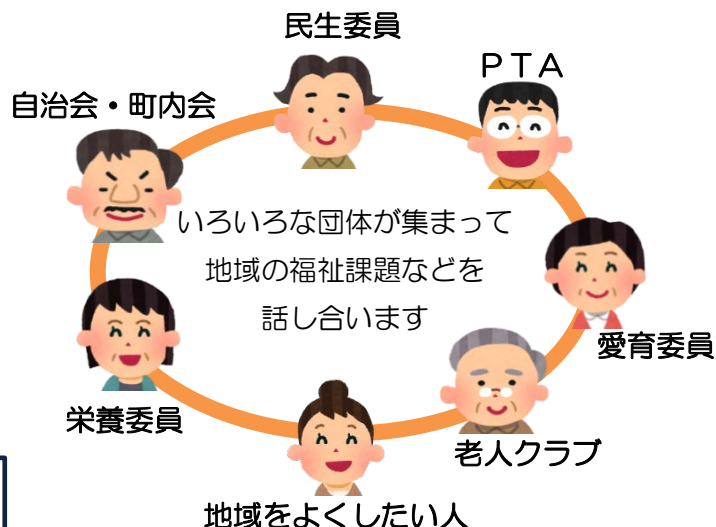 民生委員
PTA
自治会・町内会
いろいろな団体が集まって
地域の福祉課題などを
話し合います
愛育委員
栄養委員
老人クラブ
地域をよくしたい人